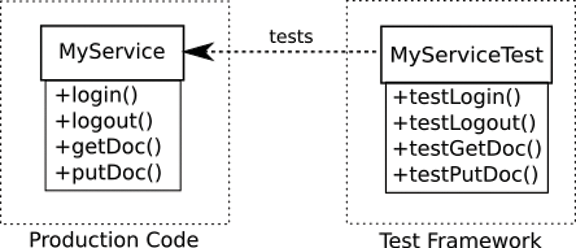 MyService
+login()
+logout()
+getDoc()
+putDoc()
Production Code
tests
MyServiceTest
+testLogin()
+testLogout()
+testGetDoc()
+testPutDoc()
Test Framework